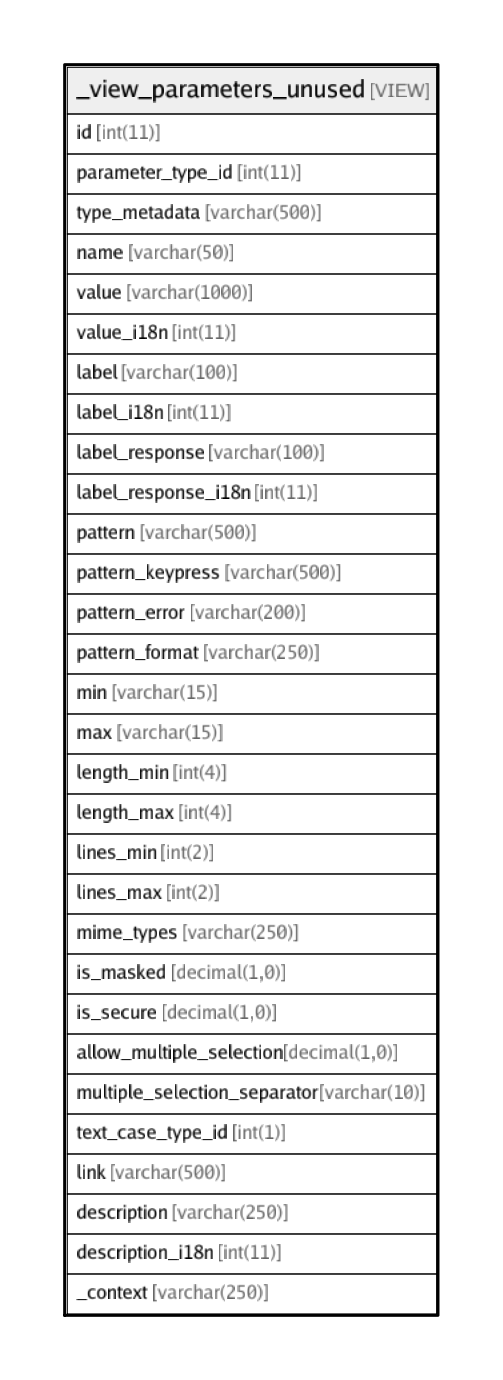 _view_parameters_unused [VIEW]
id [int(11)]
parameter_type_id [int(11)]
type_metadata [varchar(500)]
name [varchar(50)]
value [varchar(1000)]
value_i18n [int(11)]
label [varchar(100)]
label_i18n [int(11)]
label_response [varchar(100)]
label_response_i18n [int(11)]
pattern [varchar(500)]
pattern_keypress [varchar(500)]
pattern_error [varchar(200)]
pattern_format [varchar(250)]
min [varchar(15)]
max [varchar(15)]
length_min [int(4)]
length_max [int(4)]
lines_min [int(2)]
lines_max [int(2)]
mime_types [varchar(250)]
is_masked [decimal(1,0)]
is_secure [decimal(1,0)]
allow_multiple_selection [decimal(1,0)]
multiple_selection_separator [varchar(10)]
text_case_type_id [int(1)]
link [varchar(500)]
description [varchar(250)]
description_i18n [int(11)]
_context [varchar(250)]